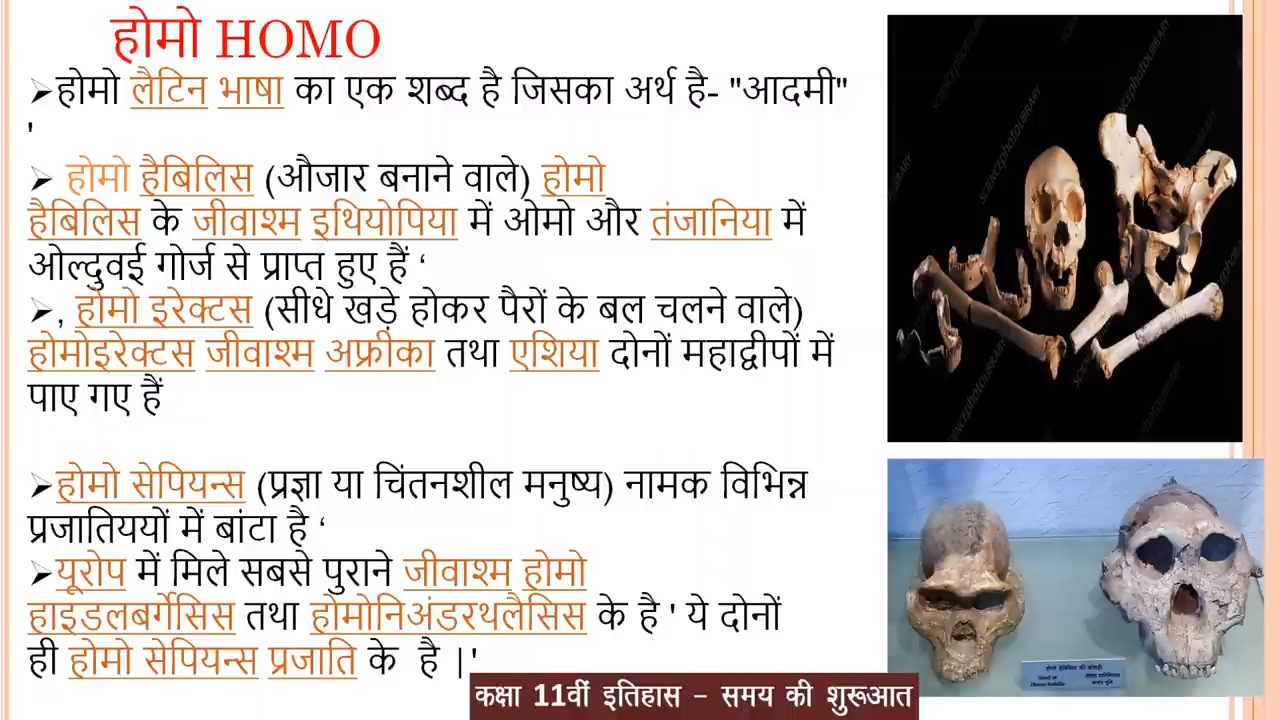 होमो HOMO
➢होमो लैटिन भाषा का एक शब्द है जिसका अर्थ है- "आदमी"
'
➢ होमो हैबिलिस (औजार बनाने वाले) होमो
हैबिलिस के जीवाश्म इथियोपिया में ओमो और तंजानिया में
ओल्दुवई गोर्ज से प्राप्त हुए हैं ‘
➢, होमो इरेक्टस (सीधे खड़े होकर पैरों के बल चलने वाले)
होमोइरेक्टस जीवाश्म अफ्रीका तथा एशिया दोनों महाद्वीपों में
पाए गए हैं
➢होमो सेपियन्स (प्रज्ञा या चिंतनशील मनुष्य) नामक विभिन्न
प्रजातिययों में बांटा है ‘
➢यूरोप में मिले सबसे पुराने जीवाश्म होमो
हाइडलबर्गेसिस तथा होमोनिअंडरथलैसिस के है ' ये दोनों
ही होमो सेपियन्स प्रजाति के है |'
कक्षा 11वीं इतिहास - समय की शुरूआत
SCIENCEphotoLIBRARY